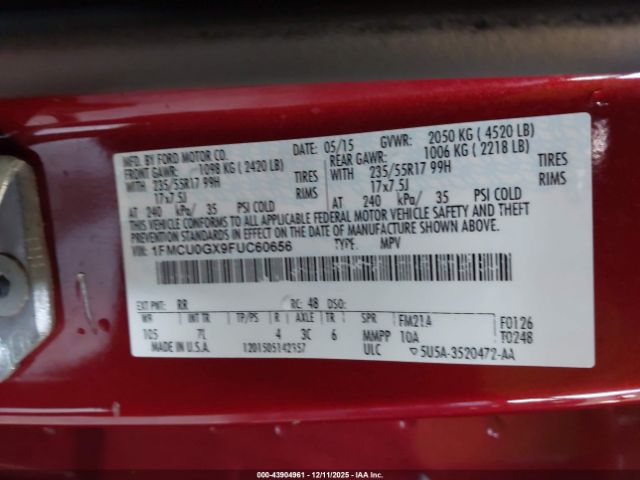 MFD. BY FORD MOTOR CO. DATE: 05/15 GVWR: 2050 KG ( 4520 LB)
FRONT GAWR: 1098 KG ( 2420 LB) REAR GAWR: 1006 KG ( 2218 LB)
WITH 235/55R17 99H TIRES WITH 235/55R17 99H TIRES
17x7.5J RIMS 17x7.5J RIMS
AT 240 kPa/ 35 PSI COLD AT 240 kPa/ 35 PSI COLD
THIS VEHICLE CONFORMS TO ALL APPLICABLE FEDERAL MOTOR VEHICLE SAFETY AND THEFT
PREVENTION STANDARDS IN EFFECT ON THE DATE OF MANUFACTURE SHOWN ABOVE.
VIN: 1FMCU0GX9FUC60656 TYPE: MPV
EXT PNT: RR RC: 48 DSO:
WB INT TR TP/PS R AXLE TR SPR FM21A F0126
105 7L 4 3C 6 MMPP 10A T0248
MADE IN U.S.A. 1201505142357 ULC 5U5A-3520472-AA
000-43904961 - 12/11/2025 - IAA, Inc.